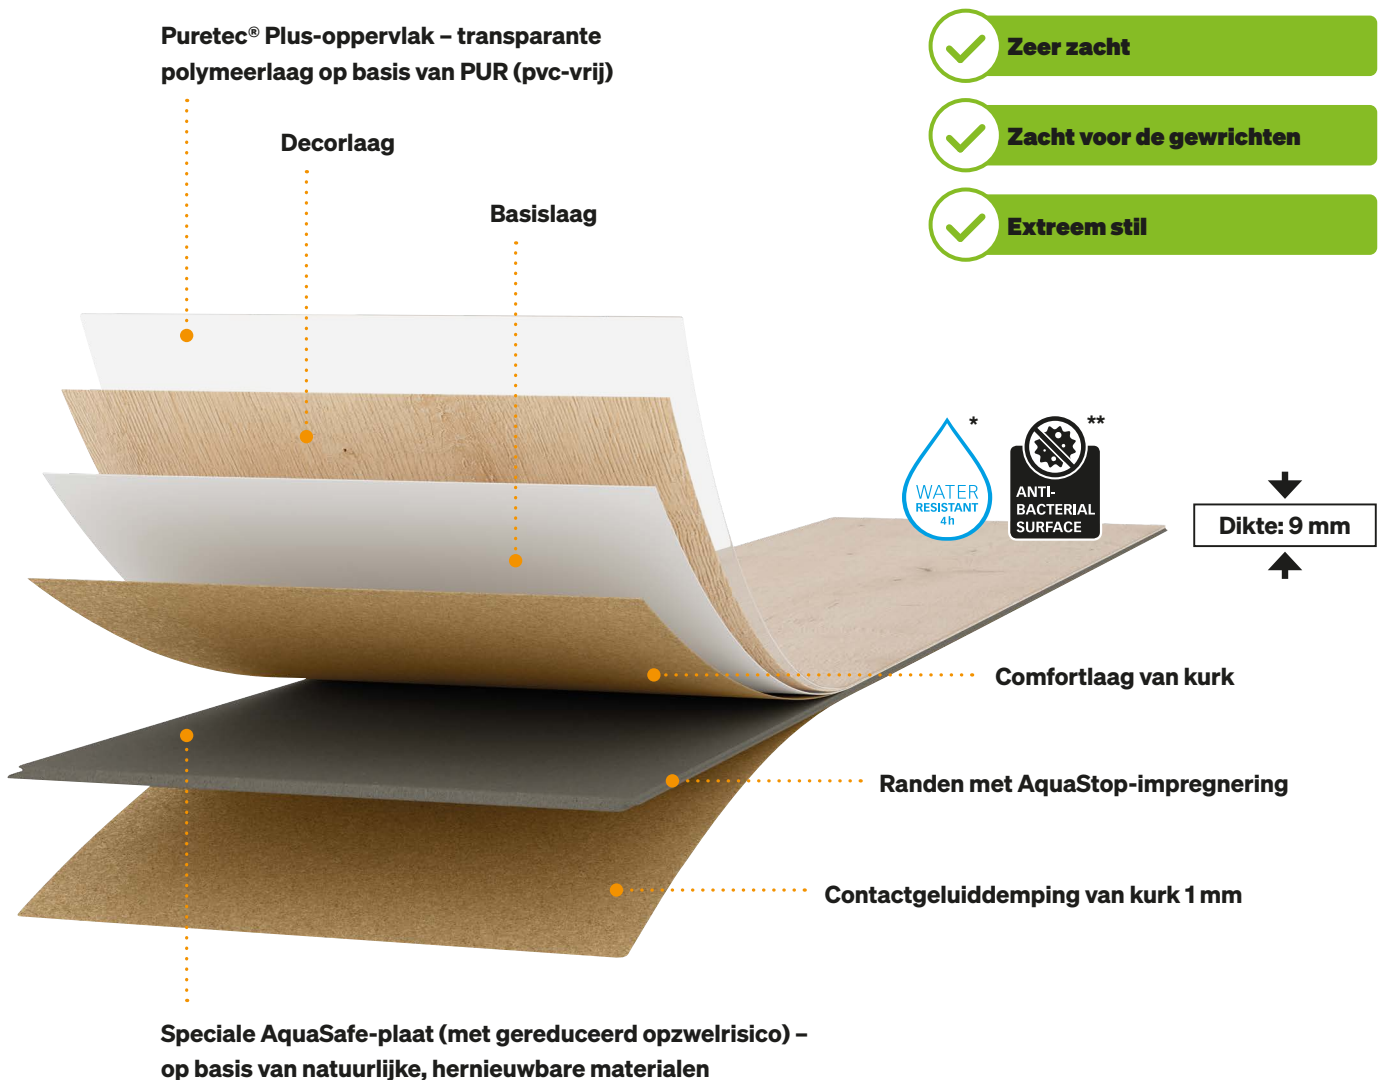 Puretec® Plus-oppervlak – transparante
polymeerlaag op basis van PUR (pvc-vrij)
Decorlaag
Basislaag
Zeer zacht
Zacht voor de gewrichten
Extreem stil
*
WATER
RESISTANT
4 h
**
ANTI-
BACTERIAL
SURFACE
Dikte: 9 mm
Comfortlaag van kurk
Randen met AquaStop-impregnering
Contactgeluiddemping van kurk 1 mm
Speciale AquaSafe-plaat (met gereduceerd opzwelrisico) –
op basis van natuurlijke, hernieuwbare materialen